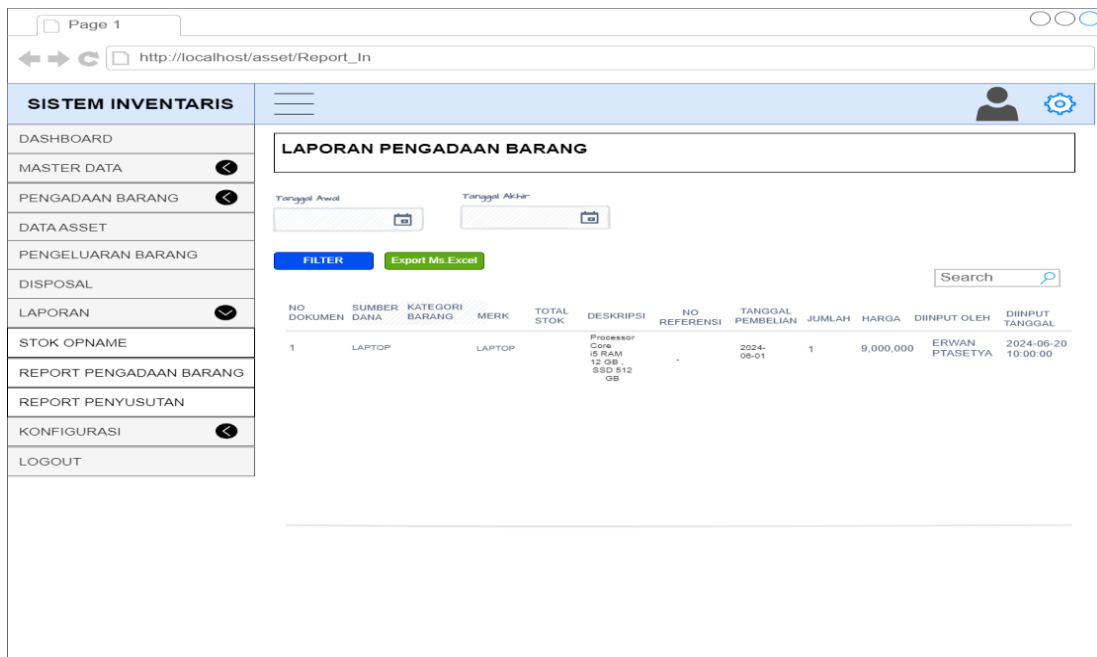 Page 1
http://localhost/asset/Report_In
SISTEM INVENTARIS
DASHBOARD
MASTER DATA
PENGADAAN BARANG
DATA ASSET
PENGELUARAN BARANG
DISPOSAL
LAPORAN
STOK OPNAME
REPORT PENGADAAN BARANG
REPORT PENYUSUTAN
KONFIGURASI
LOGOUT
LAPORAN PENGADAAN BARANG
Tanggal Awal
Tanggal Akhir
FILTER
Export Ms.Excel
Search
NO
DOKUMEN
SUMBER
DANA
KATEGORI
BARANG
MERK
TOTAL
STOK
DESKRIPSI
NO
REFERENSI
TANGGAL
PEMBELIAN
JUMLAH
HARGA
DIINPUT OLEH
DIINPUT
TANGGAL
1
LAPTOP
LAPTOP
Processor
Core
i5 RAM
12 GB ,
SSD 512
GB
-
2024-
06-01
1
9,000,000
ERWAN
PTASETYA
2024-06-20
10:00:00